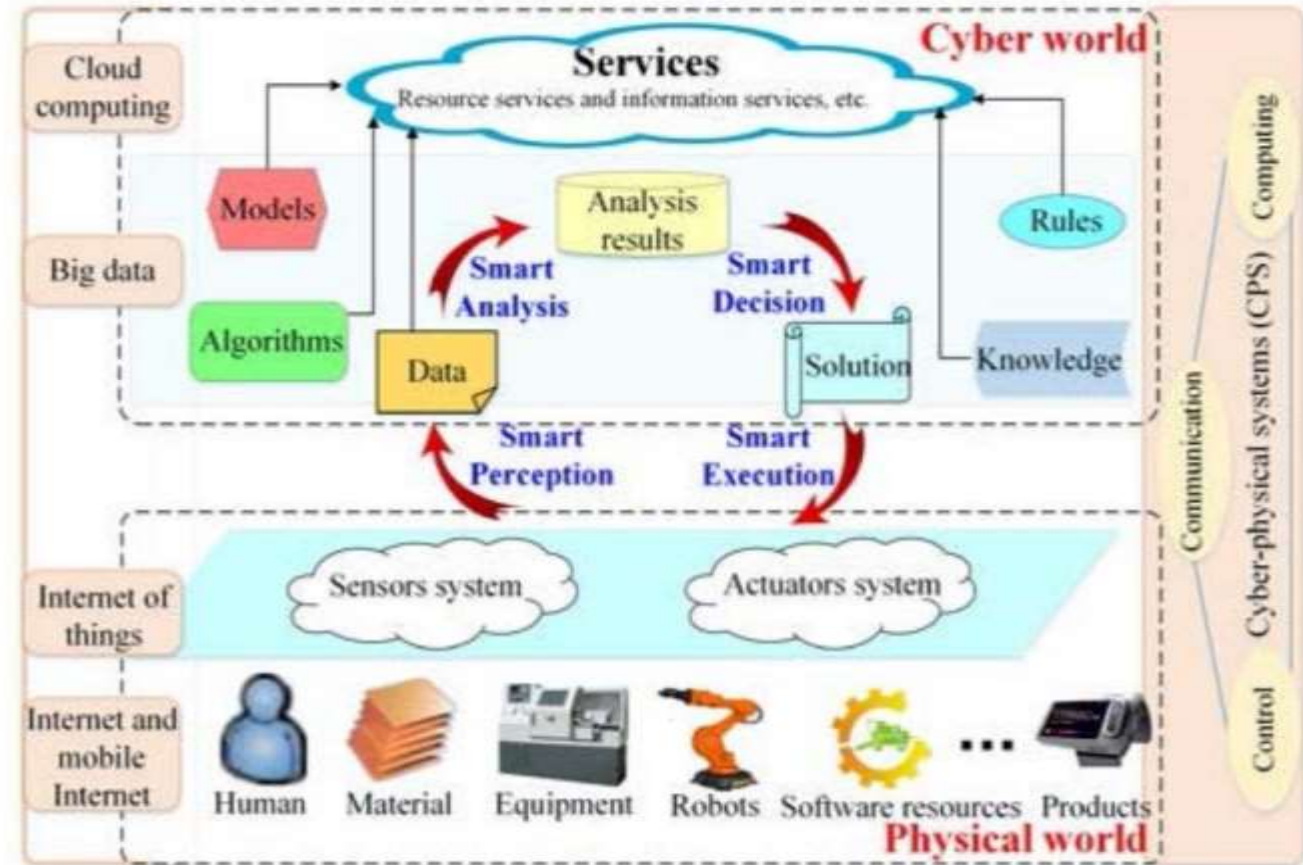 Cyber world
Cloud
computing
Services
Resource services and information services, etc.
Models
Analysis
results
Rules
Big data
Smart
Analysis
Smart
Decision
Algorithms
Data
Solution
Knowledge
Smart
Perception
Smart
Execution
Internet of
things
Sensors system
Actuators system
Internet and
mobile
Internet
Human
Material
Equipment
Robots
Software resources
...
Products
Physical world
Computing
Communication
Control
Cyber-physical systems (CPS)